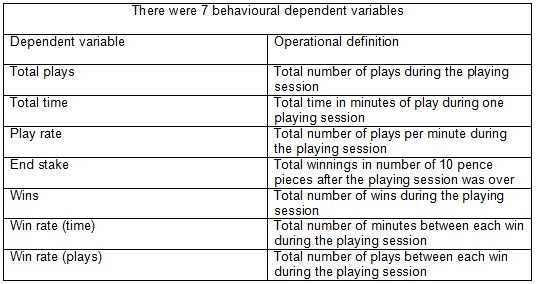 There were 7 behavioural dependent variables
Dependent variable
Operational definition
Total plays
Total number of plays during the playing
session
Total time
Total time in minutes of play during one
playing session
Play rate
Total number of plays per minute during
the playing session
End stake
Total winnings in number of 10 pence
pieces after the playing session was over
Wins
Total number of wins during the playing
session
Win rate (time)
Total number of minutes between each win
during the playing session
Win rate (plays)
Total number of plays between each win
during the playing session